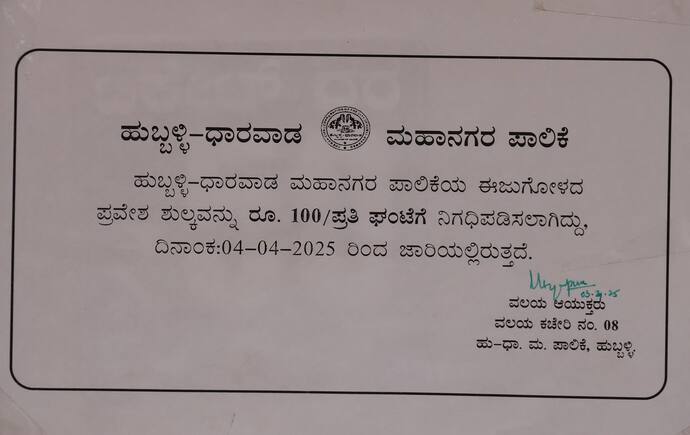 ಹುಬ್ಬಳ್ಳಿ-ಧಾರವಾಡ ಮಹಾನಗರ ಪಾಲಿಕೆ
ಹುಬ್ಬಳ್ಳಿ-ಧಾರವಾಡ ಮಹಾನಗರ ಪಾಲಿಕೆಯ ಈಜುಗೋಳದ
ಪ್ರವೇಶ ಶುಲ್ಕವನ್ನು ರೂ. 100/ಪ್ರತಿ ಘಂಟೆಗೆ ನಿಗಧಿಪಡಿಸಲಾಗಿದ್ದು,
ದಿನಾಂಕ:04-04-2025 ರಿಂದ ಜಾರಿಯಲ್ಲಿರುತ್ತದೆ.
ವಲಯ ಆಯುಕ್ತರು
ವಲಯ ಕಚೇರಿ ನಂ. 08
ಹು-ಧಾ. ಮ. ಪಾಲಿಕೆ, ಹುಬ್ಬಳ್ಳಿ.